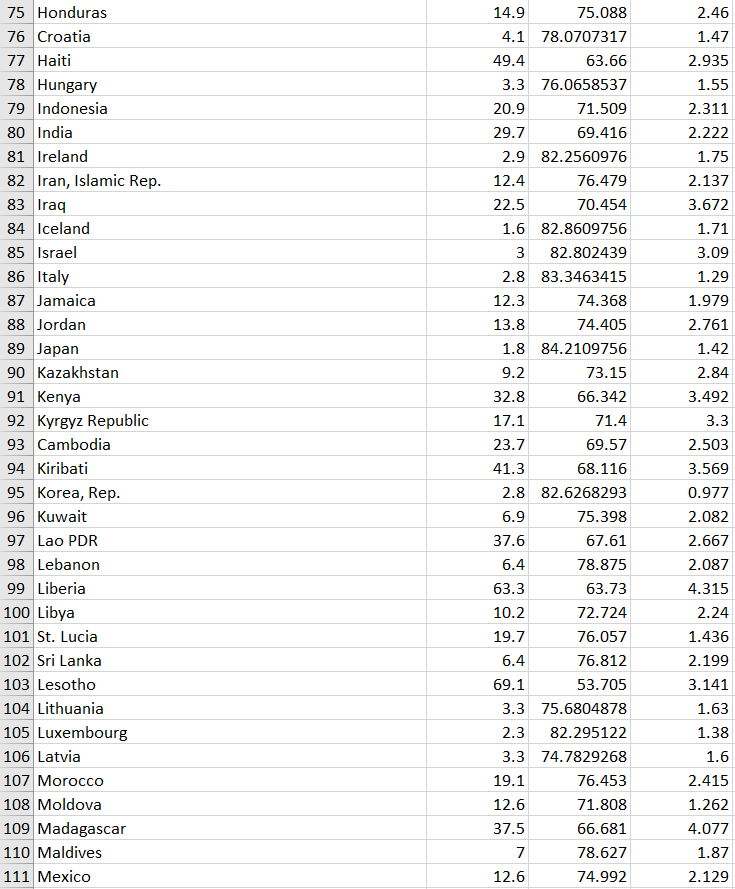 75 Honduras 14.9 75.088 2.46
76 Croatia 4.1 78.0707317 1.47
77 Haiti 49.4 63.66 2.935
78 Hungary 3.3 76.0658537 1.55
79 Indonesia 20.9 71.509 2.311
80 India 29.7 69.416 2.222
81 Ireland 2.9 82.2560976 1.75
82 Iran, Islamic Rep. 12.4 76.479 2.137
83 Iraq 22.5 70.454 3.672
84 Iceland 1.6 82.8609756 1.71
85 Israel 3 82.802439 3.09
86 Italy 2.8 83.3463415 1.29
87 Jamaica 12.3 74.368 1.979
88 Jordan 13.8 74.405 2.761
89 Japan 1.8 84.2109756 1.42
90 Kazakhstan 9.2 73.15 2.84
91 Kenya 32.8 66.342 3.492
92 Kyrgyz Republic 17.1 71.4 3.3
93 Cambodia 23.7 69.57 2.503
94 Kiribati 41.3 68.116 3.569
95 Korea, Rep. 2.8 82.6268293 0.977
96 Kuwait 6.9 75.398 2.082
97 Lao PDR 37.6 67.61 2.667
98 Lebanon 6.4 78.875 2.087
99 Liberia 63.3 63.73 4.315
100 Libya 10.2 72.724 2.24
101 St. Lucia 19.7 76.057 1.436
102 Sri Lanka 6.4 76.812 2.199
103 Lesotho 69.1 53.705 3.141
104 Lithuania 3.3 75.6804878 1.63
105 Luxembourg 2.3 82.295122 1.38
106 Latvia 3.3 74.7829268 1.6
107 Morocco 19.1 76.453 2.415
108 Moldova 12.6 71.808 1.262
109 Madagascar 37.5 66.681 4.077
110 Maldives 7 78.627 1.87
111 Mexico 12.6 74.992 2.129